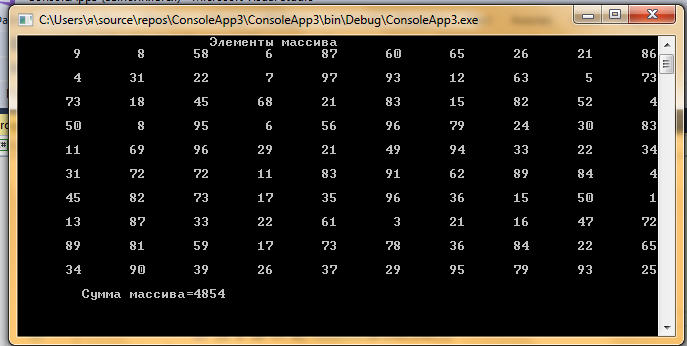 C:\Users\я\source\repos\ConsoleApp3\ConsoleApp3\bin\Debug\ConsoleApp3.exe
Элементы массива
9 8 58 6 87 60 65 26 21 86
4 31 22 7 97 93 12 63 5 73
73 18 45 68 21 83 15 82 52 4
50 8 95 6 56 96 79 24 30 83
11 69 96 29 21 49 94 33 22 34
31 72 72 11 83 91 62 89 84 4
45 82 73 17 35 96 36 15 50 1
13 87 33 22 61 3 21 16 47 72
89 81 59 17 73 78 36 84 22 65
34 90 39 26 37 29 95 79 93 25
Сумма массива=4854